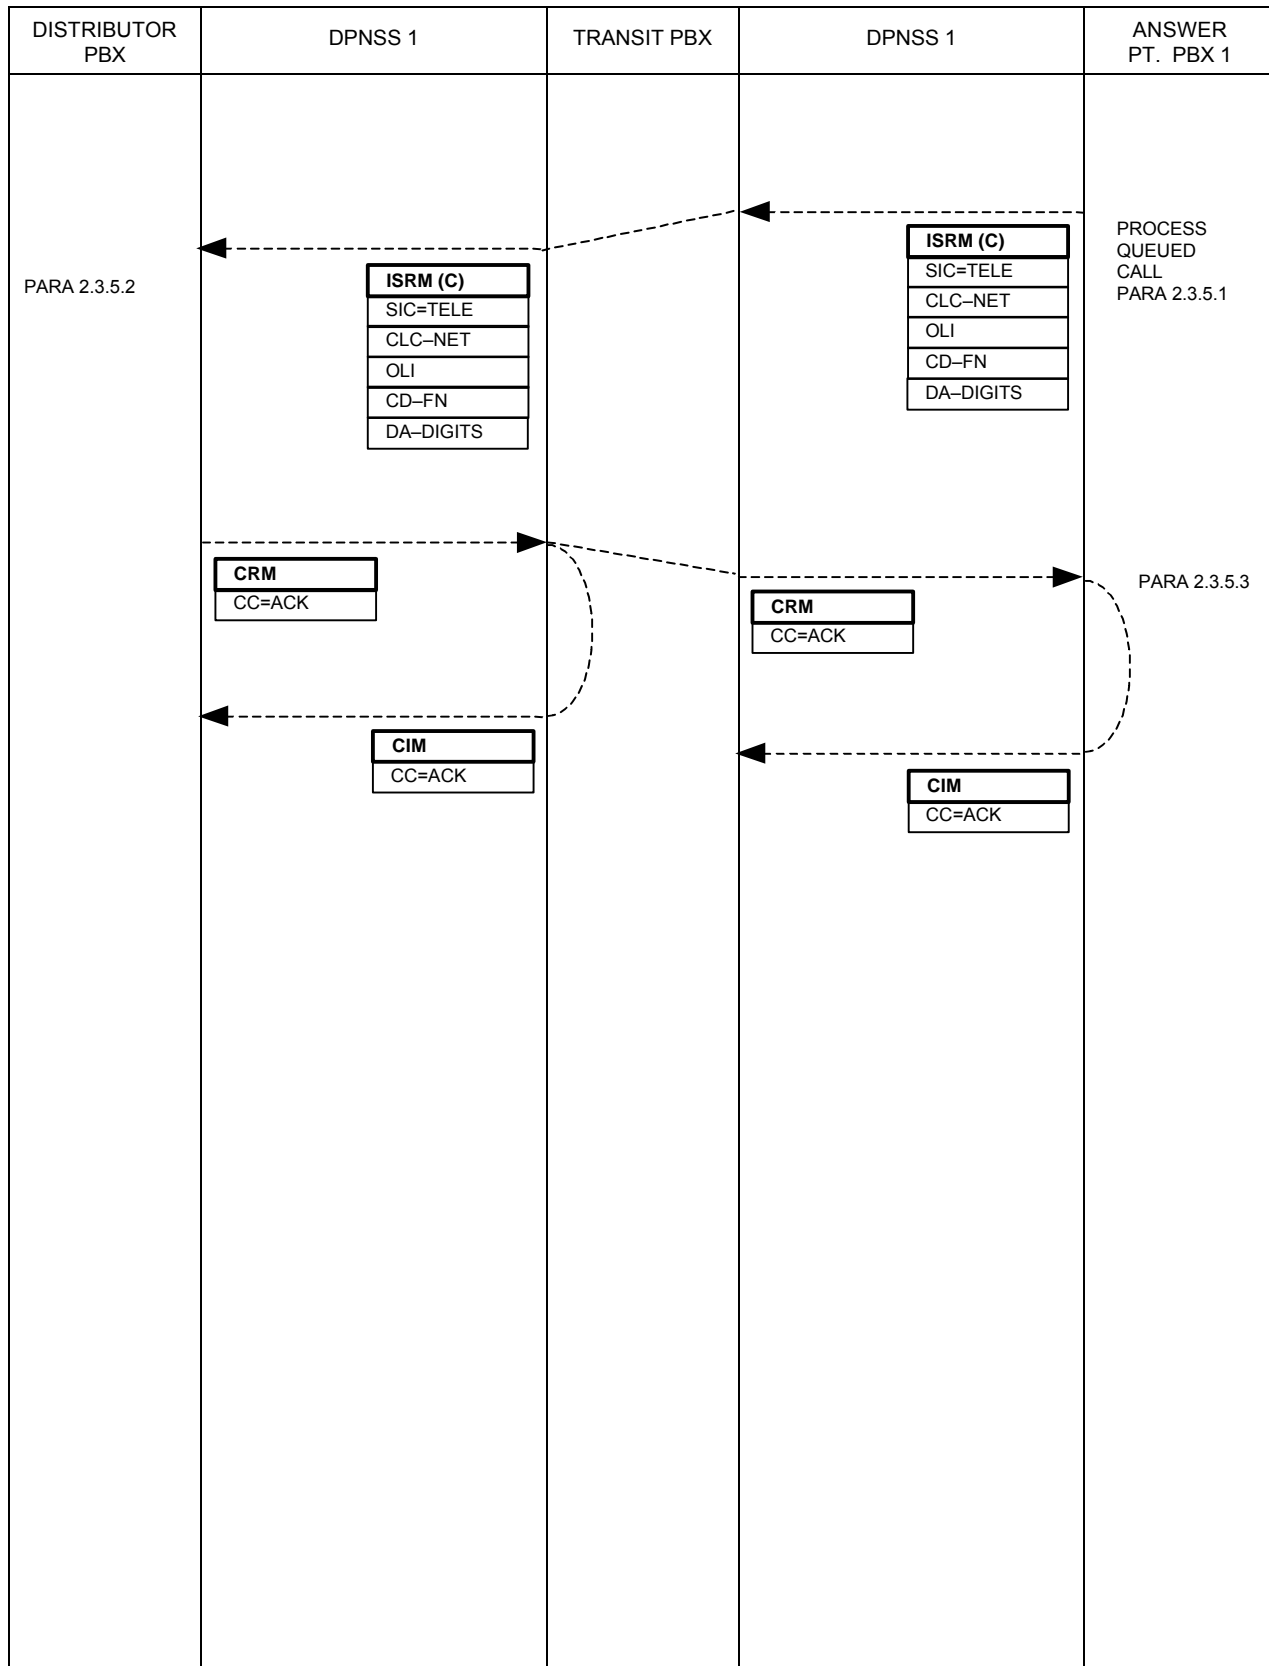 DISTRIBUTOR
PBX
DPNSS 1
TRANSIT PBX
DPNSS 1
ANSWER
PT. PBX 1
PROCESS
QUEUED
CALL
PARA 2.3.5.1
ISRM (C)
SIC=TELE
CLC–NET
OLI
CD–FN
DA–DIGITS
PARA 2.3.5.2
ISRM (C)
SIC=TELE
CLC–NET
OLI
CD–FN
DA–DIGITS
CRM
CC=ACK
CRM
CC=ACK
PARA 2.3.5.3
CIM
CC=ACK
CIM
CC=ACK